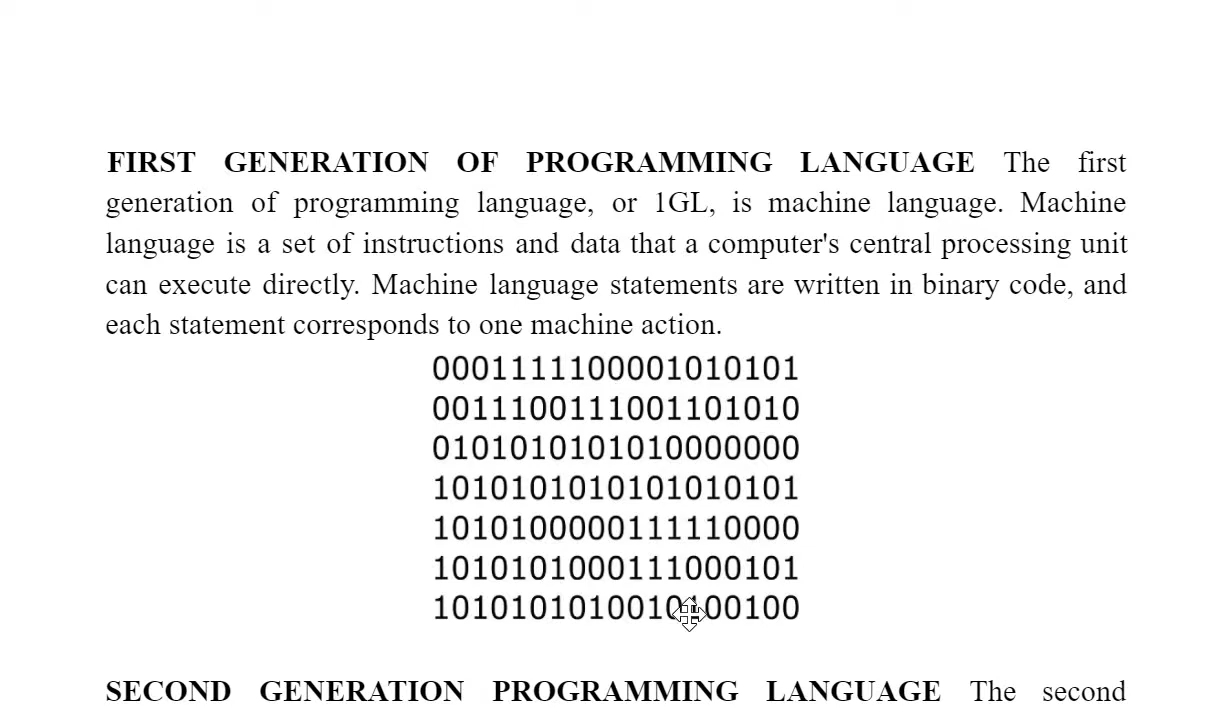 FIRST GENERATION OF PROGRAMMING LANGUAGE The first
generation of programming language, or 1GL, is machine language. Machine
language is a set of instructions and data that a computer's central processing unit
can execute directly. Machine language statements are written in binary code, and
each statement corresponds to one machine action.
0001111100001010101
0011100111001101010
0101010101010000000
1010101010101010101
1010100000111110000
1010101000111000101
1010101010010100100
SECOND GENERATION PROGRAMMING LANGUAGE The second